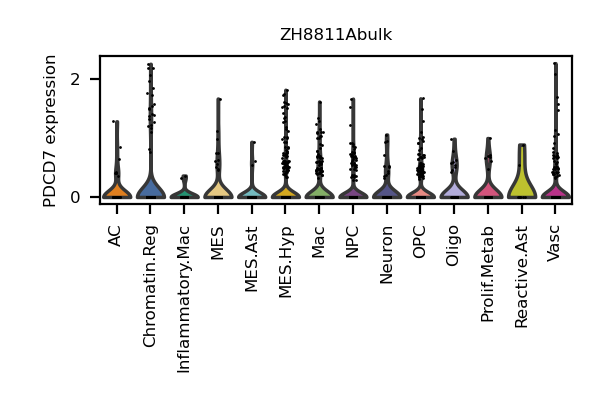 ZH8811Abulk
PDCD7 expression
2
0
AC
Chromatin.Reg
Inflammatory.Mac
MES
MES.Ast
MES.Hyp
Mac
NPC
Neuron
OPC
Oligo
Prolif.Metab
Reactive.Ast
Vasc